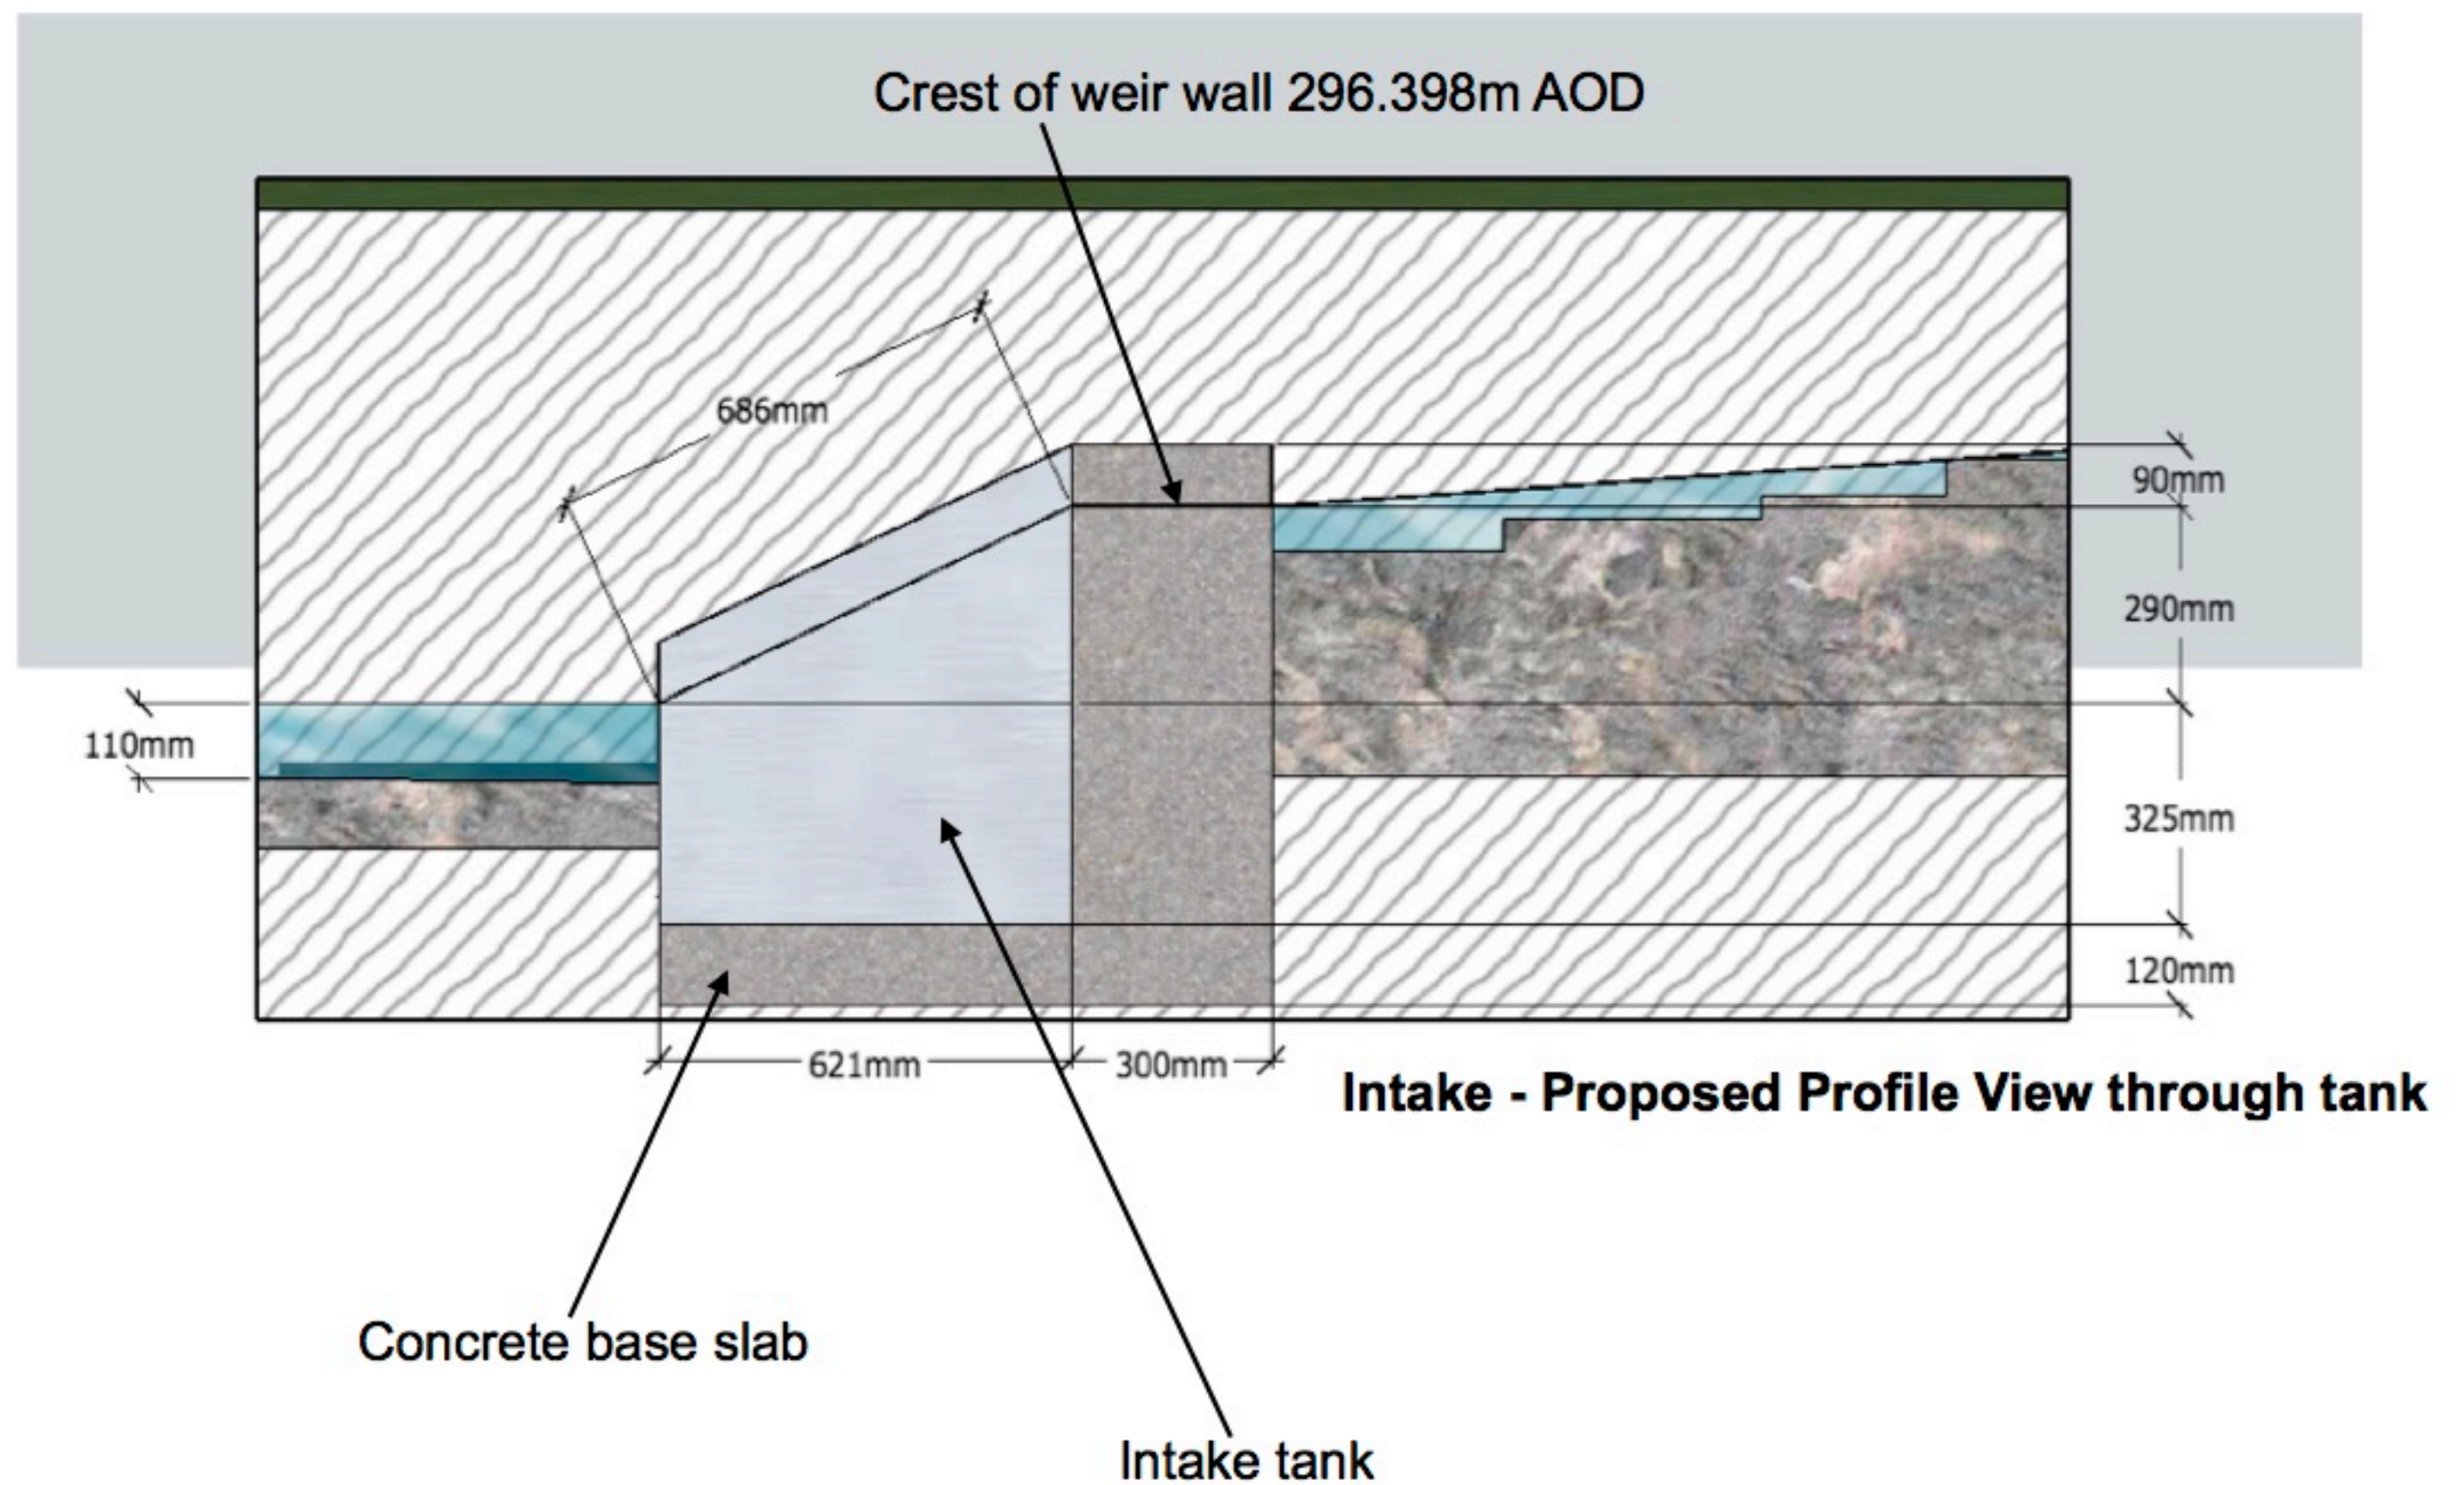 Crest of weir wall 296.398m AOD
686mm
90mm
290mm
110mm
325mm
120mm
621mm
300mm
Intake - Proposed Profile View through tank
Concrete base slab
Intake tank